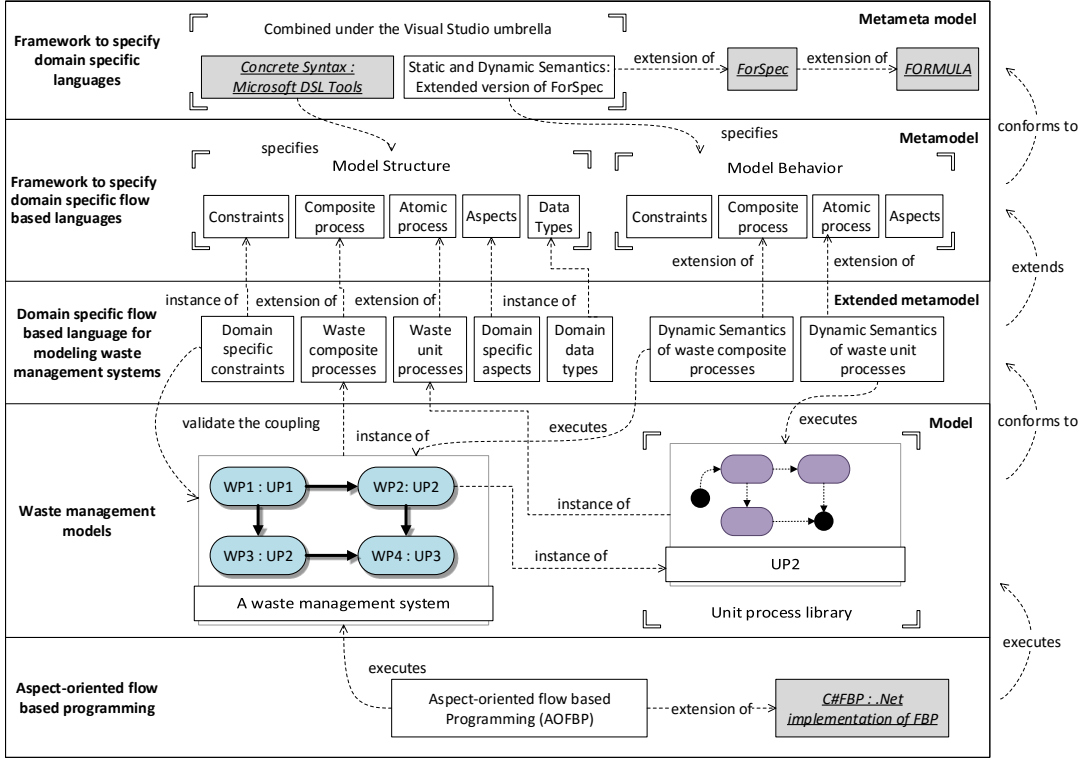 Framework to specify
domain specific
languages
Combined under the Visual Studio umbrella
Metameta model
Concrete Syntax :
Microsoft DSL Tools
Static and Dynamic Semantics:
Extended version of ForSpec
extension of
ForSpec
extension of
FORMULA
conforms to
specifies
specifies
Metamodel
Framework to specify
domain specific flow
based languages
Model Structure
Constraints
Composite
process
Atomic
process
Aspects
Data
Types
Model Behavior
Constraints
Composite
process
Atomic
process
Aspects
extension of
extension of
extends
instance of
extension of
extension of
instance of
Extended metamodel
Domain specific flow
based language for
modeling waste
management systems
Domain
specific
constraints
Waste
composite
processes
Waste
unit
processes
Domain
specific
aspects
Domain
data
types
Dynamic Semantics
of waste composite
processes
Dynamic Semantics
of waste unit
processes
conforms to
validate the coupling
instance of
executes
executes
Model
Waste management
models
WP1 : UP1
WP2: UP2
WP3 : UP2
WP4 : UP3
A waste management system
instance of
instance of
UP2
Unit process library
executes
executes
Aspect-oriented flow
based programming
Aspect-oriented flow based
Programming (AOFBP)
extension of
C#FBP : .Net
implementation of FBP